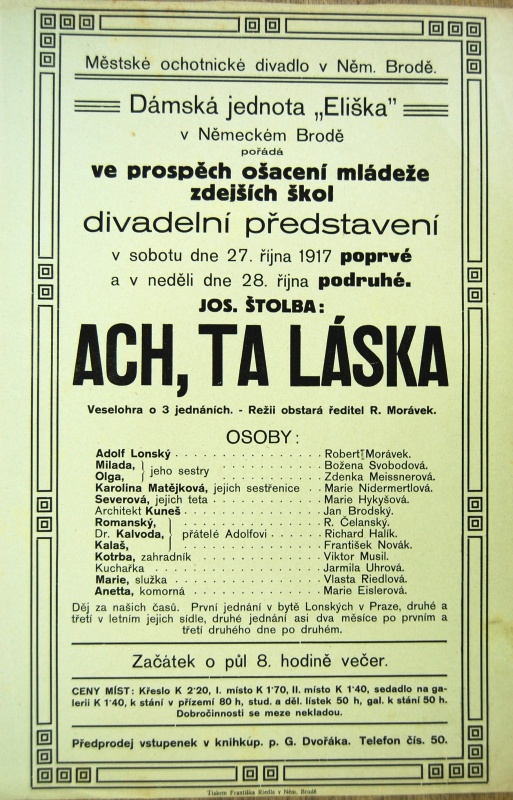 Městské ochotnické divadlo v Něm. Brodě.
Dámská jednota „Eliška"
v Německém Brodě
pořádá
ve prospěch ošacení mládeže
zdejších škol
divadelní představení
v sobotu dne 27. října 1917 poprvé
a v neděli dne 28. října podruhé.
JOS. ŠTOLBA:
ACH, TA LÁSKA
Veselohra o 3 jednáních. - Režii obstará ředitel R. Morávek.
OSOBY:
Adolf Lonský . . . . . . . . . . . . . . Robert Morávek.
Milada, } jeho sestry . . . . . . . . . . Božena Svobodová.
Olga, } . . . . . . . . . . Zdenka Meissnerová.
Karolina Matějková, jejich sestřenice . . Marie Nidermertlová.
Severová, jejich teta . . . . . . . . . . Marie Hykyšová.
Architekt Kuneš . . . . . . . . . . . . . Jan Brodský.
Romanský, } . . . . . . . . . . R. Čelanský.
Dr. Kalvoda, } přátelé Adolfovi . . . . . Richard Halík.
Kalaš, } . . . . . . . . . . František Novák.
Kotrba, zahradník . . . . . . . . . . . . Viktor Musil.
Kuchařka . . . . . . . . . . . . . . . . Jarmila Uhrová.
Marie, služka . . . . . . . . . . . . . . Vlasta Riedlová.
Anetta, komorná . . . . . . . . . . . . . Marie Eislerová.
Děj za našich časů. První jednání v bytě Lonských v Praze, druhé a
třetí v letním jejich sídle, druhé jednání asi dva měsíce po prvním a
třetí druhého dne po druhém.
Začátek o půl 8. hodině večer.
CENY MÍST: Křeslo K 2·20, I. místo K 1·70, II. místo K 1·40, sedadlo na ga-
lerii K 1·40, k stání v přízemí 80 h, stud. a děl. lístek 50 h, gal. k stání 50 h.
Dobročinnosti se meze nekladou.
Předprodej vstupenek v knihkup. p. G. Dvořáka. Telefon čís. 50.
Tiskem Františka Riedla v Něm. Brodě